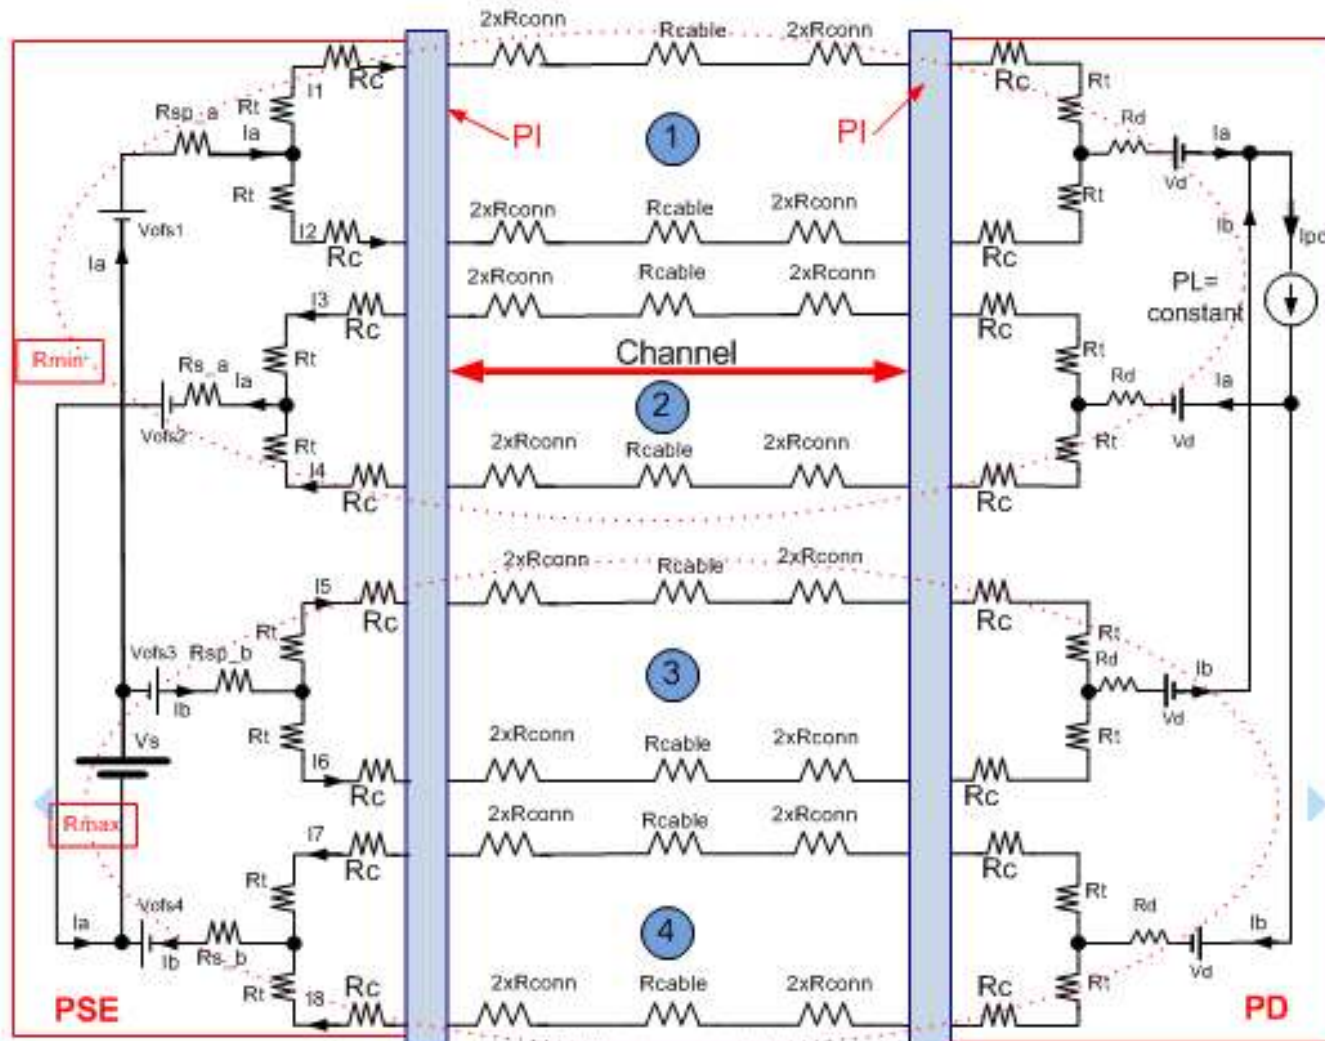 2xRconn Rcable 2xRconn
Rc Rc
I1
Rt Rt
Rsp_a Rd
Ia Ia
PI PI
1
Rt Rt
Vd
Ib
2xRconn Rcable 2xRconn
I2
Vofs1
Rc Rc
Ia
2xRconn Rcable 2xRconn
PL=
constant
I3
Rc Rc
Channel
Rmin
Rt Rt
Rs_a Ia
Rd Ia
2
Vofs2
Vd
Rt Rt
2xRconn Rcable 2xRconn
I4
Rc Rc
2xRconn Rcable 2xRconn
I5
Rc Rc
Rt Rt
Vofs3 Rsp_b
Rd Ib
3
Ib
Vd
Vs
Rt Rt
2xRconn Rcable 2xRconn
I6
Rc Rc
Rmax
2xRconn Rcable 2xRconn
I7
Rc Rc
Rt Rt
Vofs4
Rd
Ia Ib
4
Ib Rs_b
Vd
Rt Rt
2xRconn Rcable 2xRconn
I8
Rc Rc
PSE PD